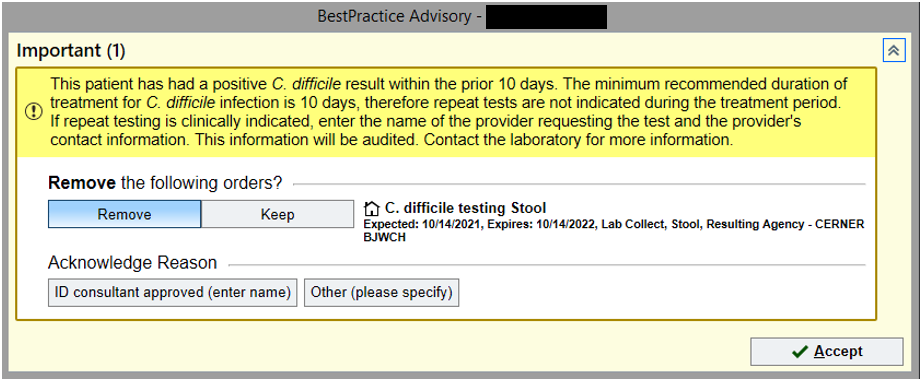 BestPractice Advisory -
Important (1)
This patient has had a positive C. difficile result within the prior 10 days. The minimum recommended duration of
treatment for C. difficile infection is 10 days, therefore repeat tests are not indicated during the treatment period.
If repeat testing is clinically indicated, enter the name of the provider requesting the test and the provider's
contact information. This information will be audited. Contact the laboratory for more information.
Remove the following orders?
Remove
Keep
C. difficile testing Stool
Expected: 10/14/2021, Expires: 10/14/2022, Lab Collect, Stool, Resulting Agency - CERNER
BJWCH
Acknowledge Reason
ID consultant approved (enter name)
Other (please specify)
Accept